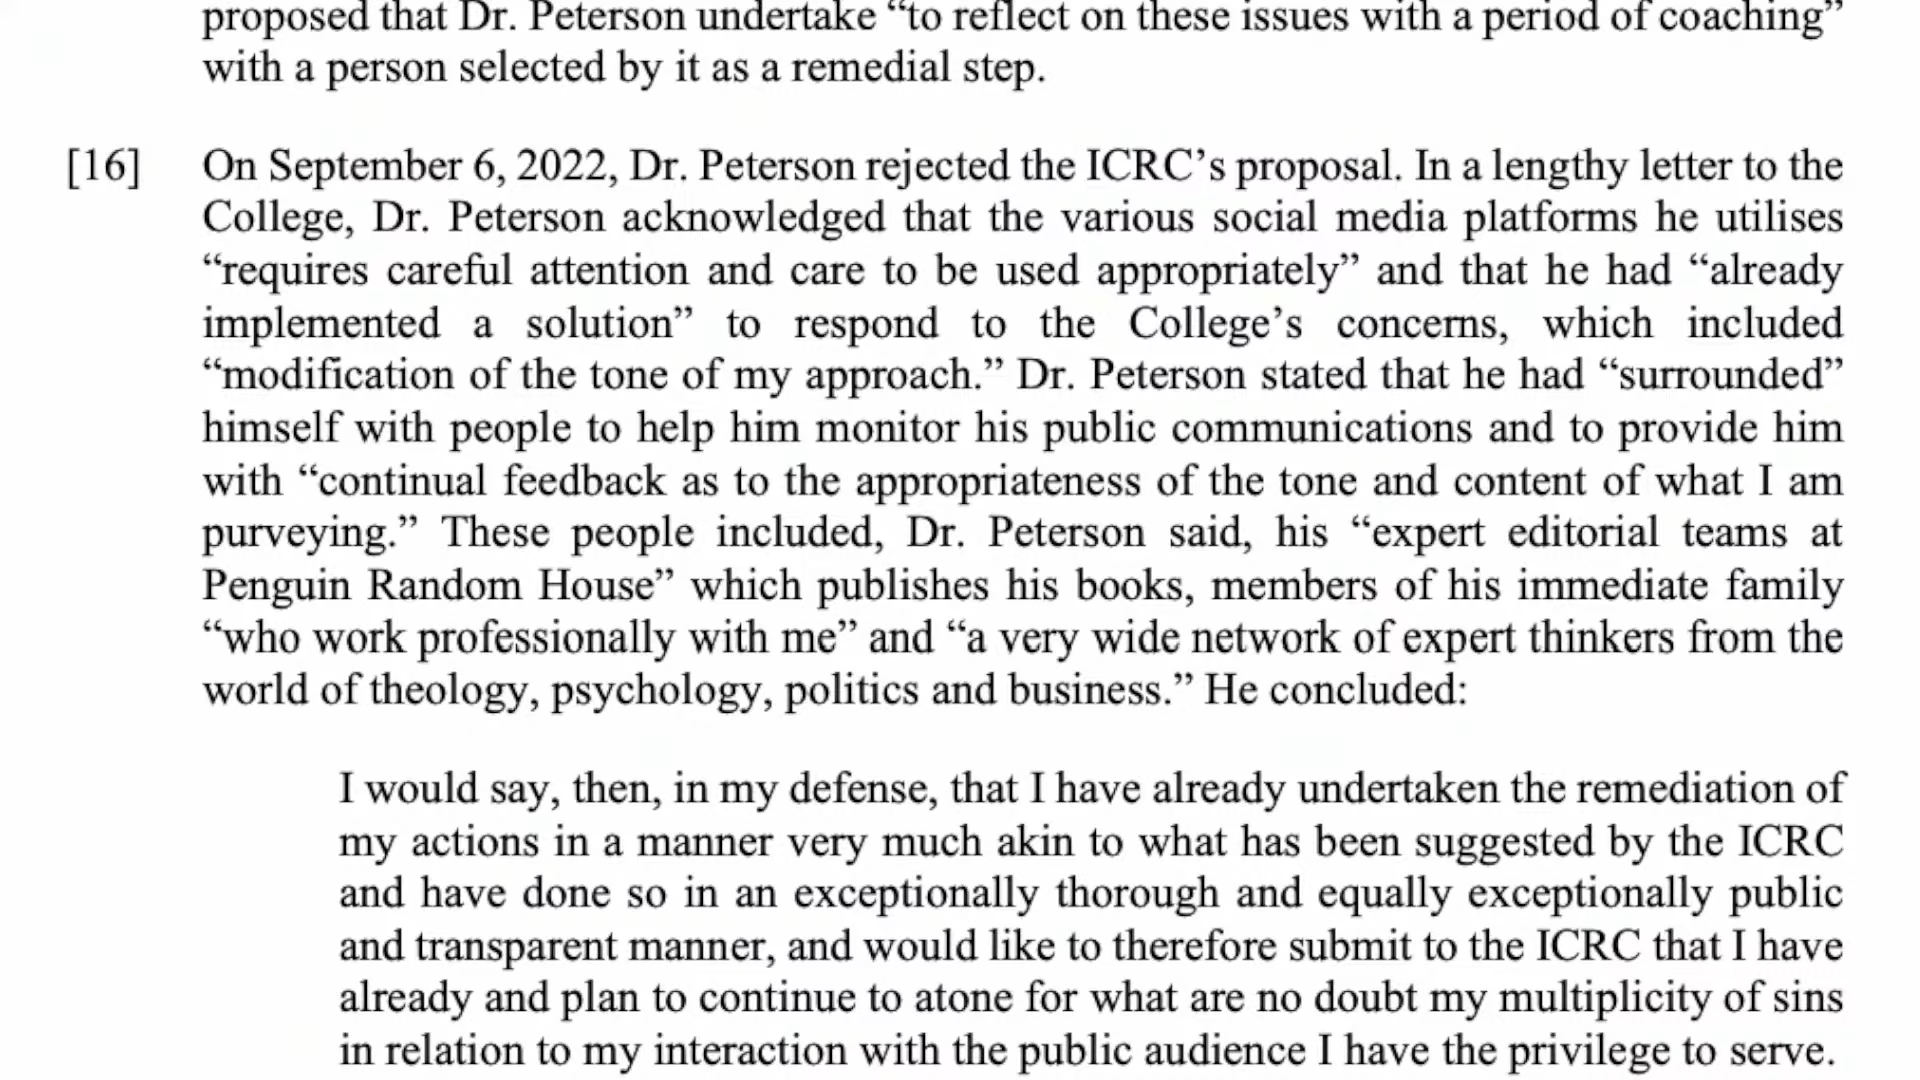 proposed that Dr. Peterson undertake “to reflect on these issues with a period of coaching”
with a person selected by it as a remedial step.
[16] On September 6, 2022, Dr. Peterson rejected the ICRC’s proposal. In a lengthy letter to the
College, Dr. Peterson acknowledged that the various social media platforms he utilises
“requires careful attention and care to be used appropriately” and that he had “already
implemented a solution” to respond to the College’s concerns, which included
“modification of the tone of my approach.” Dr. Peterson stated that he had “surrounded”
himself with people to help him monitor his public communications and to provide him
with “continual feedback as to the appropriateness of the tone and content of what I am
purveying.” These people included, Dr. Peterson said, his “expert editorial teams at
Penguin Random House” which publishes his books, members of his immediate family
“who work professionally with me” and “a very wide network of expert thinkers from the
world of theology, psychology, politics and business.” He concluded:
I would say, then, in my defense, that I have already undertaken the remediation of
my actions in a manner very much akin to what has been suggested by the ICRC
and have done so in an exceptionally thorough and equally exceptionally public
and transparent manner, and would like to therefore submit to the ICRC that I have
already and plan to continue to atone for what are no doubt my multiplicity of sins
in relation to my interaction with the public audience I have the privilege to serve.